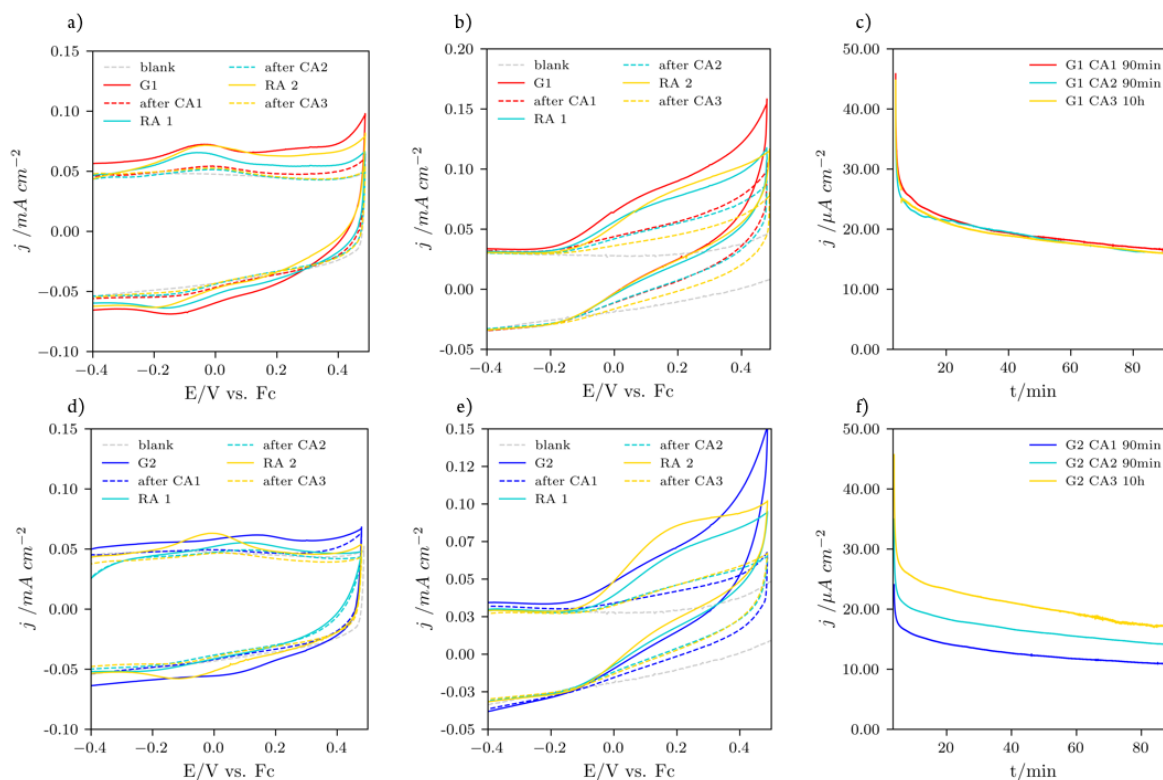 a)
0.15
0.10
0.05
0.00
−0.05
−0.10
j /mA cm−2
blank
G1
after CA1
RA 1
after CA2
RA 2
after CA3
−0.4
−0.2
0.0
0.2
0.4
E/V vs. Fc
b)
0.20
0.15
0.10
0.05
0.00
-0.05
j /mA cm−2
blank
G1
after CA1
RA 1
after CA2
RA 2
after CA3
−0.4
−0.2
0.0
0.2
0.4
E/V vs. Fc
c)
50.00
40.00
30.00
20.00
10.00
0.00
j /μA cm−2
G1 CA1 90min
G1 CA2 90min
G1 CA3 10h
20
40
60
80
t/min
d)
0.15
0.10
0.05
0.00
-0.05
-0.10
j /mA cm−2
blank
G2
after CA1
RA 1
after CA2
RA 2
after CA3
−0.4
−0.2
0.0
0.2
0.4
E/V vs. Fc
e)
0.15
0.12
0.10
0.07
0.05
0.03
0.00
-0.03
-0.05
j /mA cm−2
blank
G2
after CA1
RA 1
after CA2
RA 2
after CA3
−0.4
−0.2
0.0
0.2
0.4
E/V vs. Fc
f)
50.00
40.00
30.00
20.00
10.00
0.00
j /μA cm−2
G2 CA1 90min
G2 CA2 90min
G2 CA3 10h
20
40
60
80
t/min